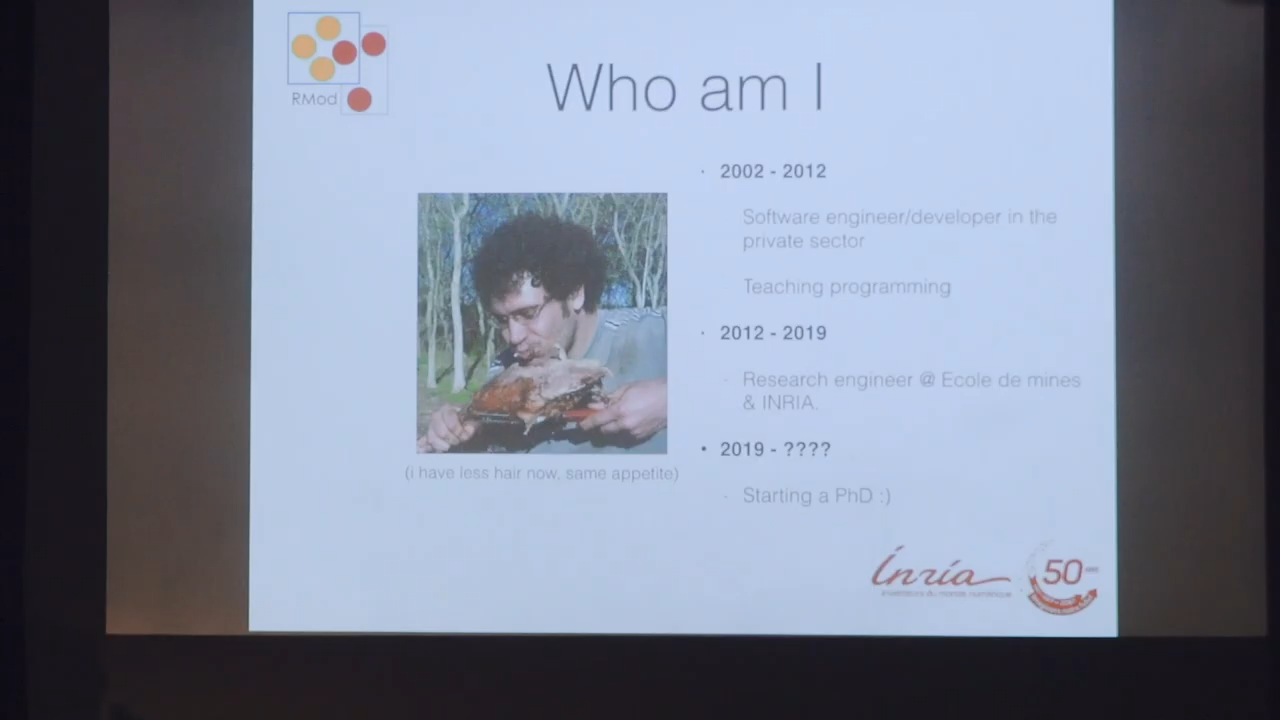 RMod
Who am I
2002 - 2012
Software engineer/developer in the
private sector
Teaching programming
2012 - 2019
Research engineer @ Ecole de mines
& INRIA.
2019 - ????
Starting a PhD :)
(i have less hair now, same appetite)
Inria
50